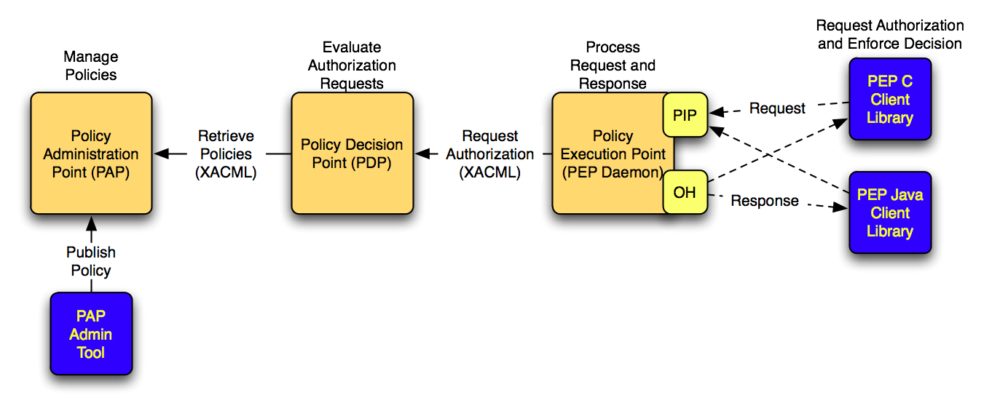 Manage
Policies
Policy
Administration
Point (PAP)
Publish
Policy
PAP
Admin
Tool
Retrieve
Policies
(XACML)
Evaluate
Authorization
Requests
Policy Decision
Point (PDP)
Request
Authorization
(XACML)
Process
Request and
Response
Policy
Execution Point
(PEP Daemon)
PIP
OH
Request
Response
Request Authorization
and Enforce Decision
PEP C
Client
Library
PEP Java
Client
Library